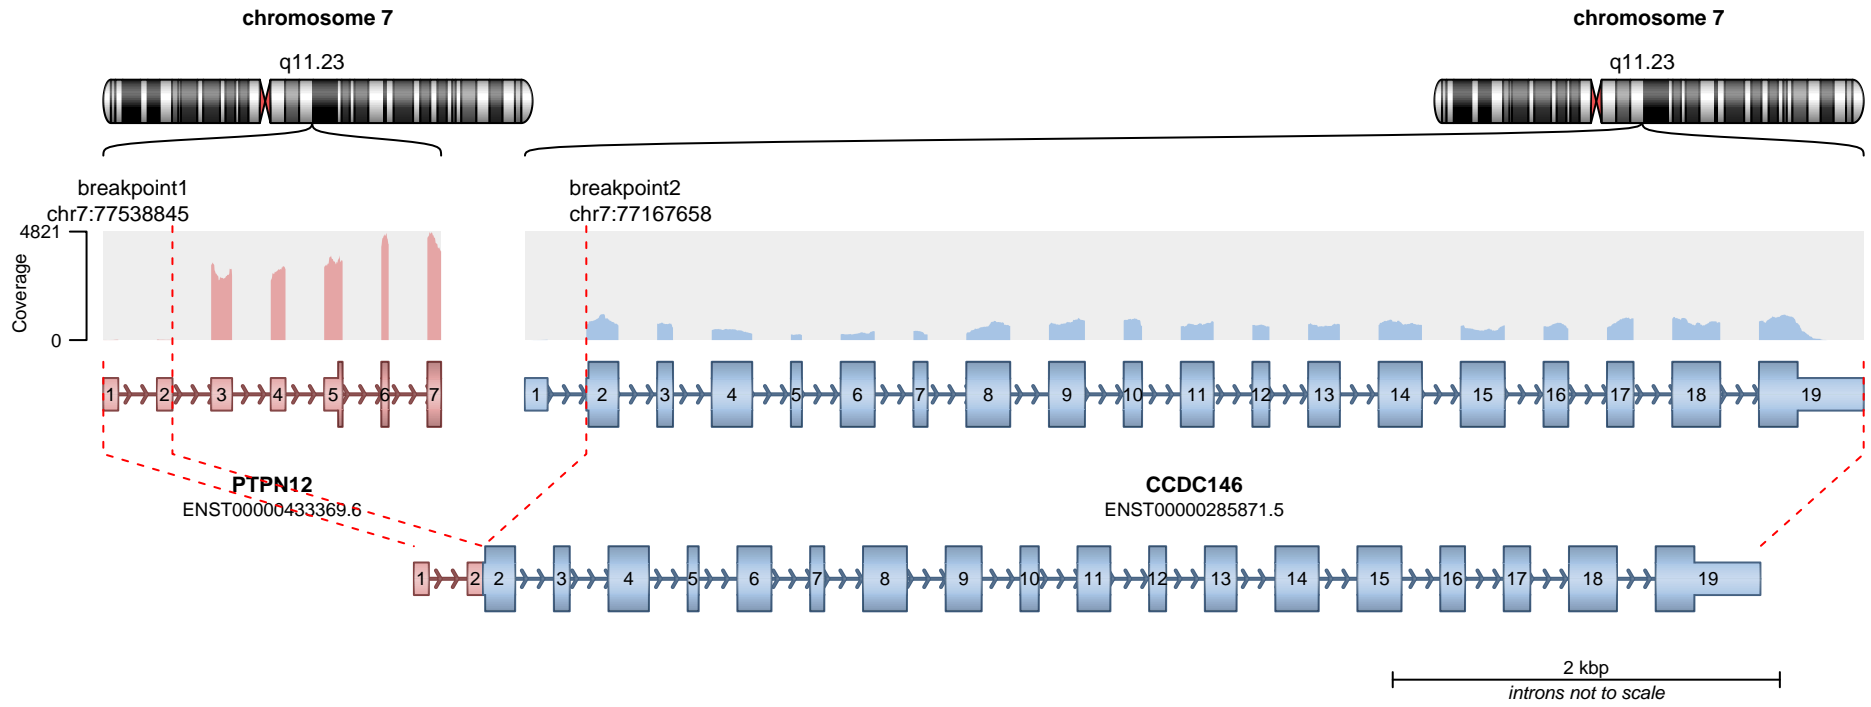 chromosome 7
chromosome 7
q11.23
q11.23
breakpoint1
chr7:77538845
breakpoint2
chr7:77167658
4821
Coverage
0
1 2 3 4 5 6 7
1 2 3 4 5 6 7 8 9 10 11 12 13 14 15 16 17 18 19
PTPN12
ENST00000433369.6
CCDC146
ENST00000285871.5
1 2 2 3 4 5 6 7 8 9 10 11 12 13 14 15 16 17 18 19
2 kbp
introns not to scale